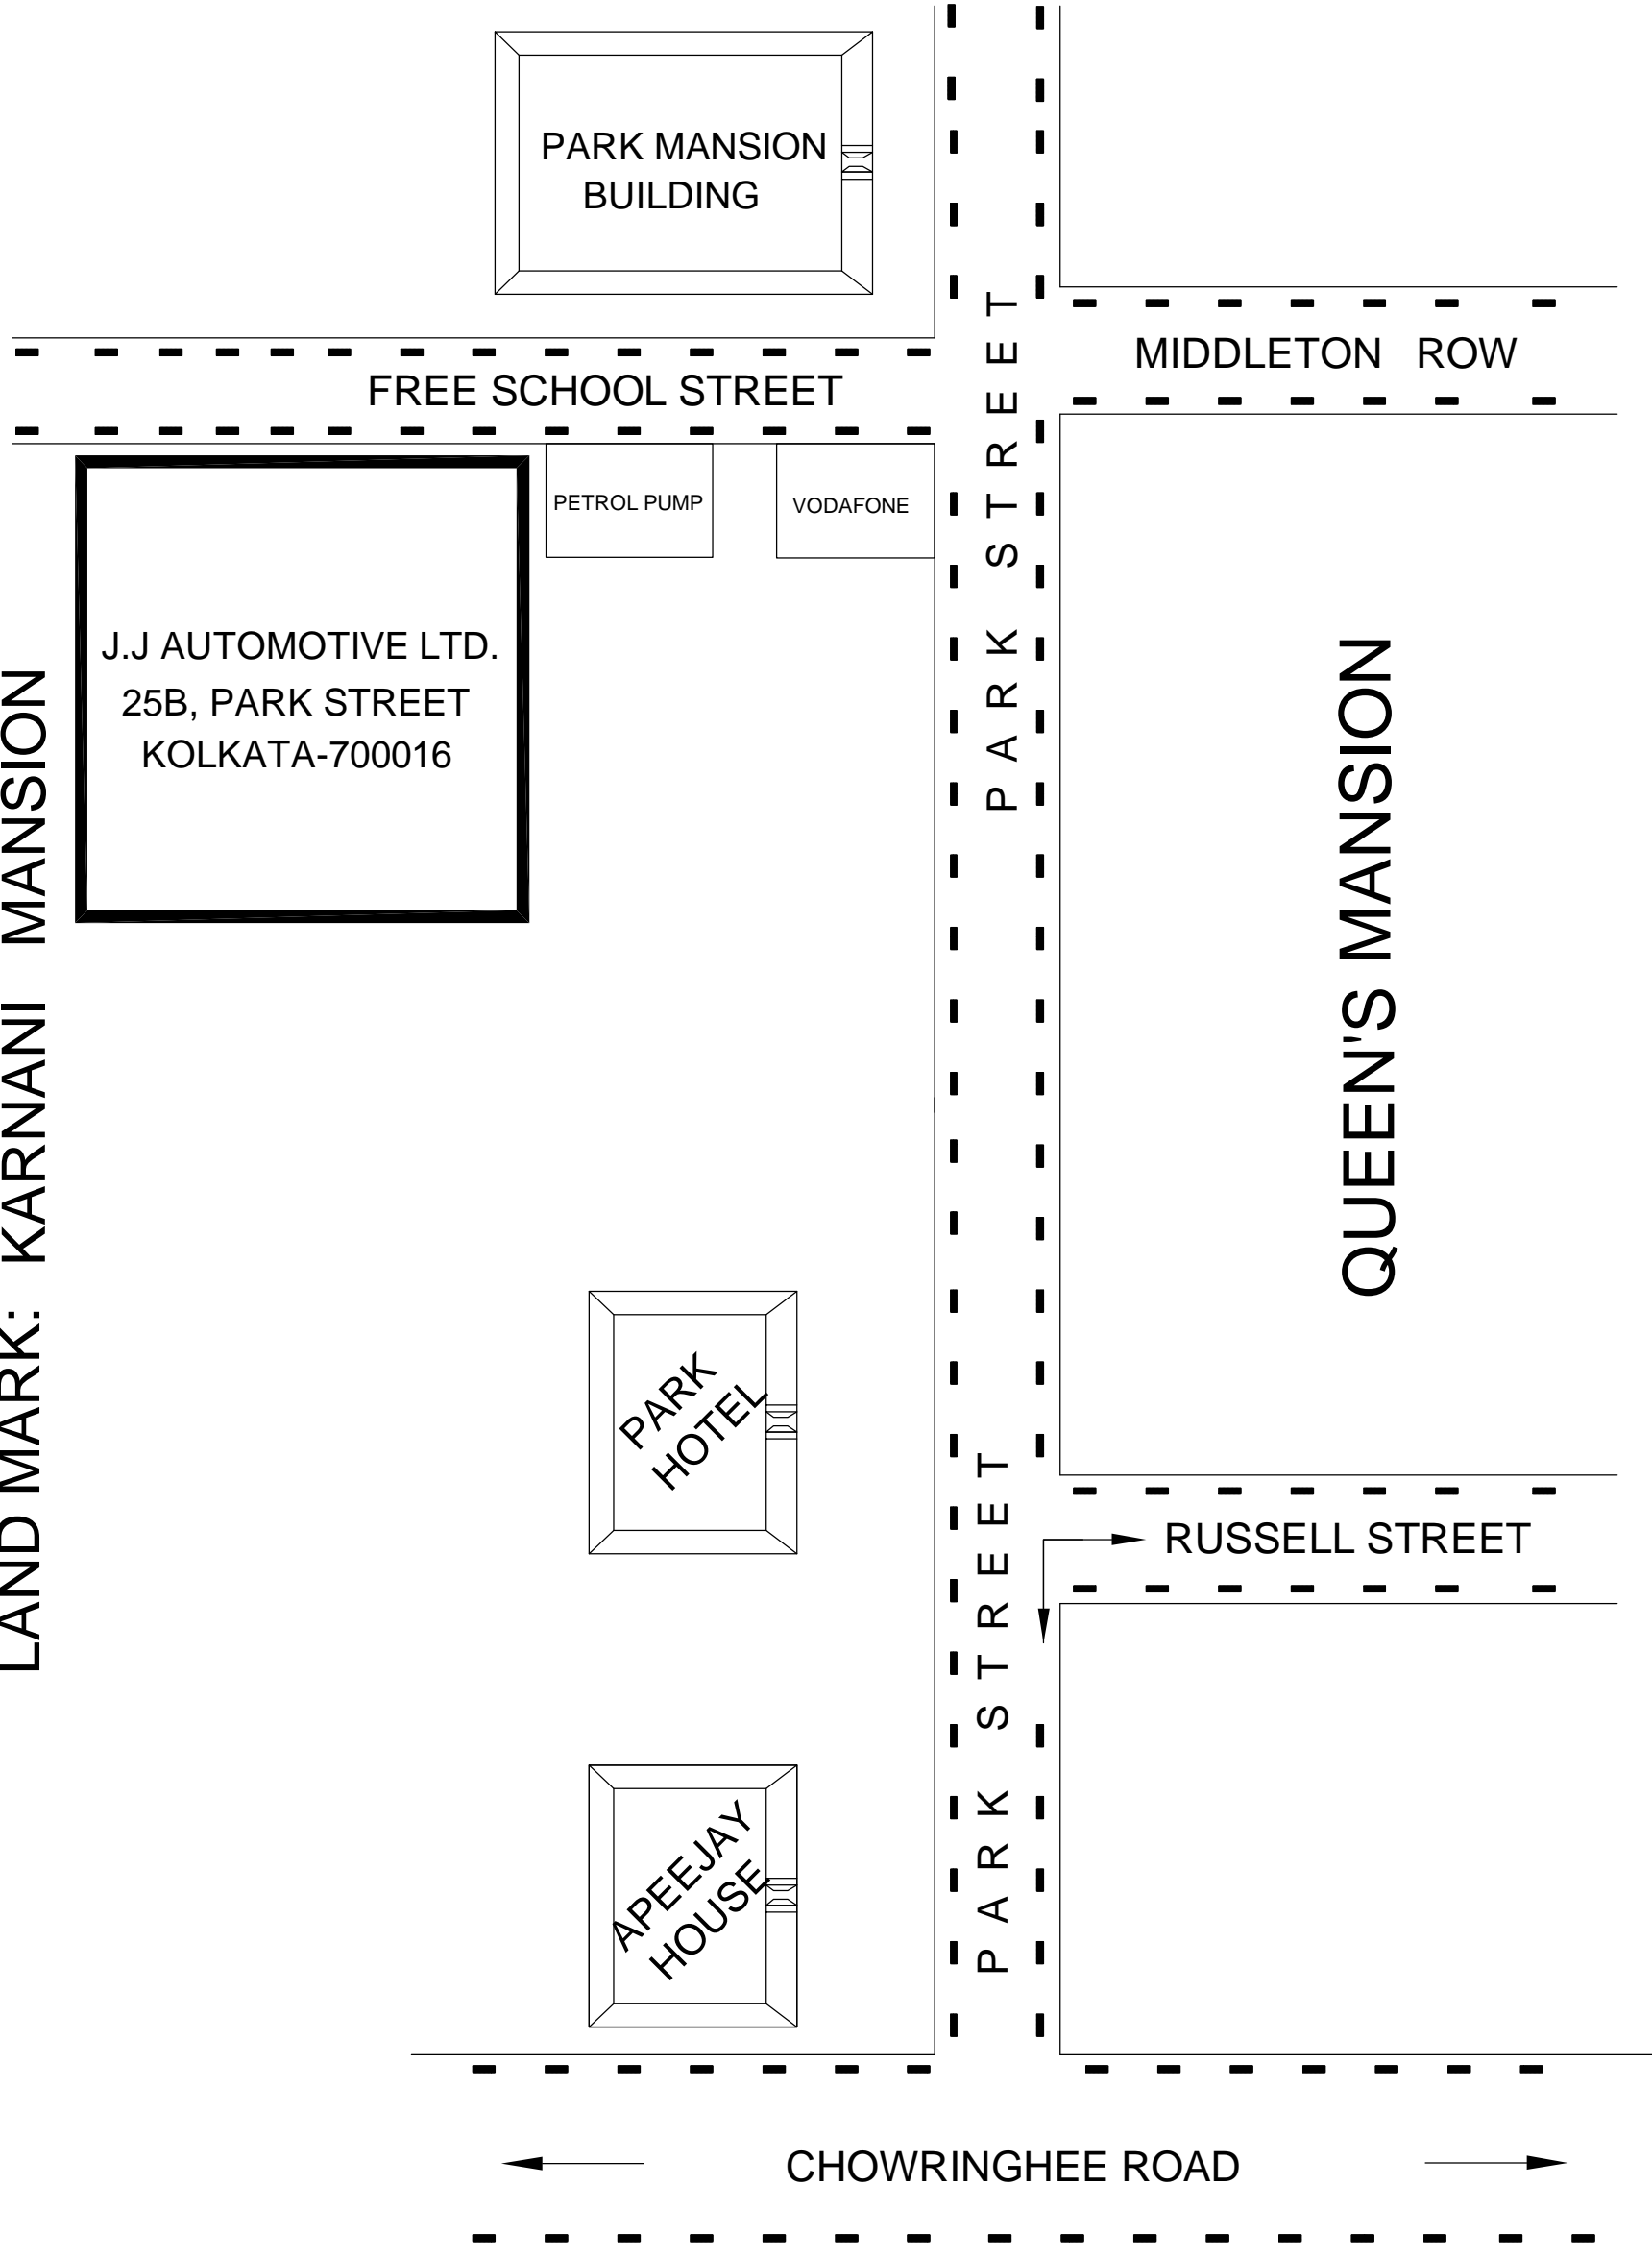 PARK MANSION
BUILDING
MIDDLETON ROW
FREE SCHOOL STREET
PETROL PUMP
VODAFONE
PARK STREET
J.J AUTOMOTIVE LTD.
25B, PARK STREET
KOLKATA-700016
LAND MARK: KARNANI MANSION
QUEEN'S MANSION
PARK
HOTEL
RUSSELL STREET
PARK STREET
APEEJAY
HOUSE
CHOWRINGHEE ROAD